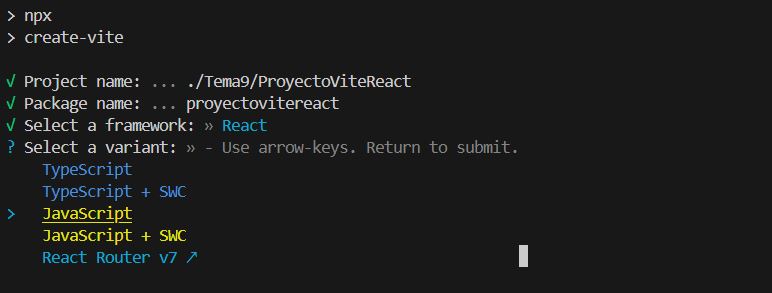 > npx
> create-vite
√ Project name: ... ./Tema9/ProyectoViteReact
√ Package name: ... proyectovitereact
√ Select a framework: » React
? Select a variant: » - Use arrow-keys. Return to submit.
TypeScript
TypeScript + SWC
> JavaScript
JavaScript + SWC
React Router v7 ↗